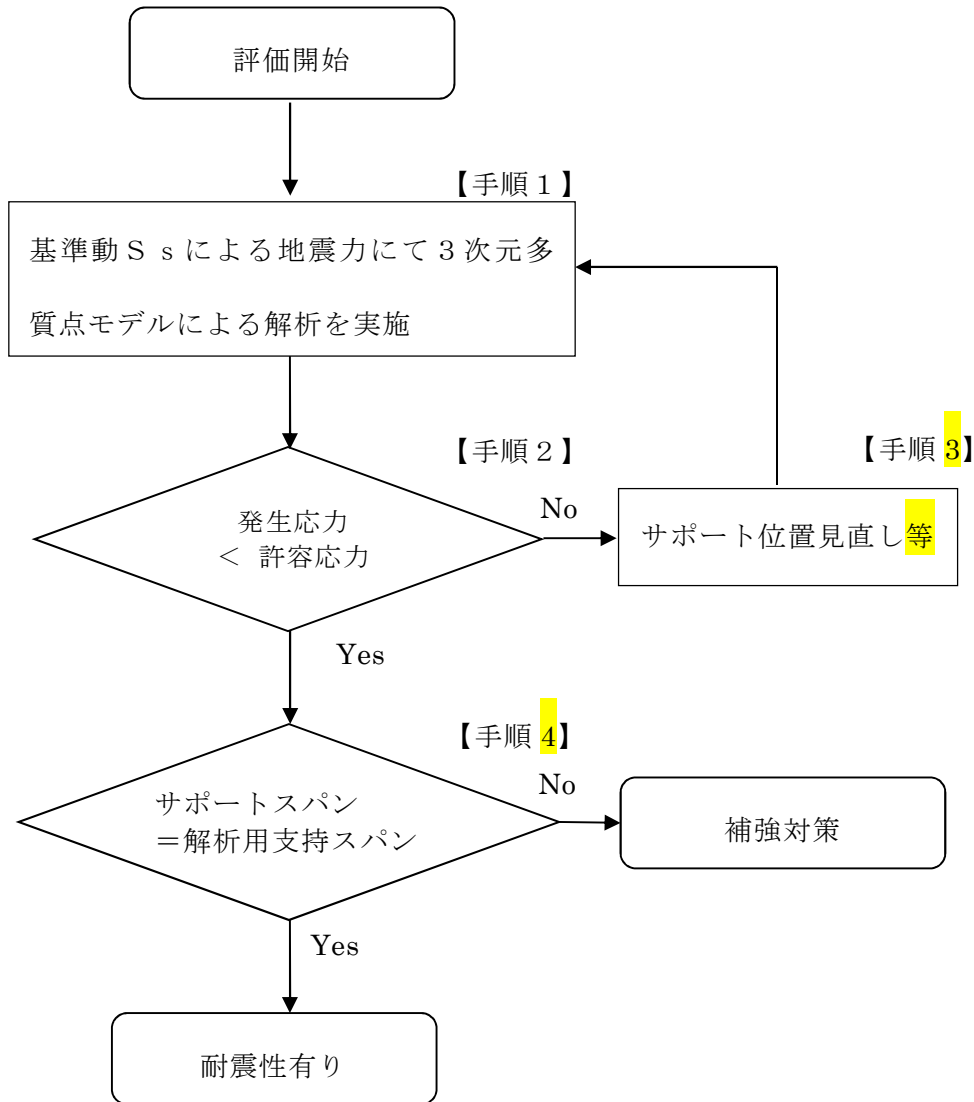 評価開始
【手順１】
基準動Ｓｓによる地震力にて３次元多
質点モデルによる解析を実施
【手順２】
発生応力
< 許容応力
No
【手順3】
サポート位置見直し等
Yes
【手順4】
サポートスパン
＝解析用支持スパン
No
補強対策
Yes
耐震性有り